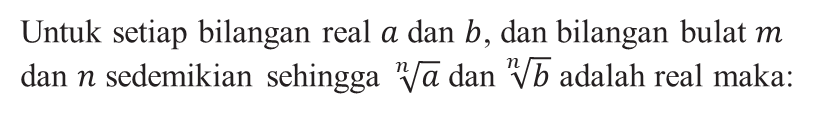 Untuk setiap bilangan real a dan b, dan bilangan bulat m
dan n sedemikian sehingga ⁿ√a dan ⁿ√b adalah real maka: